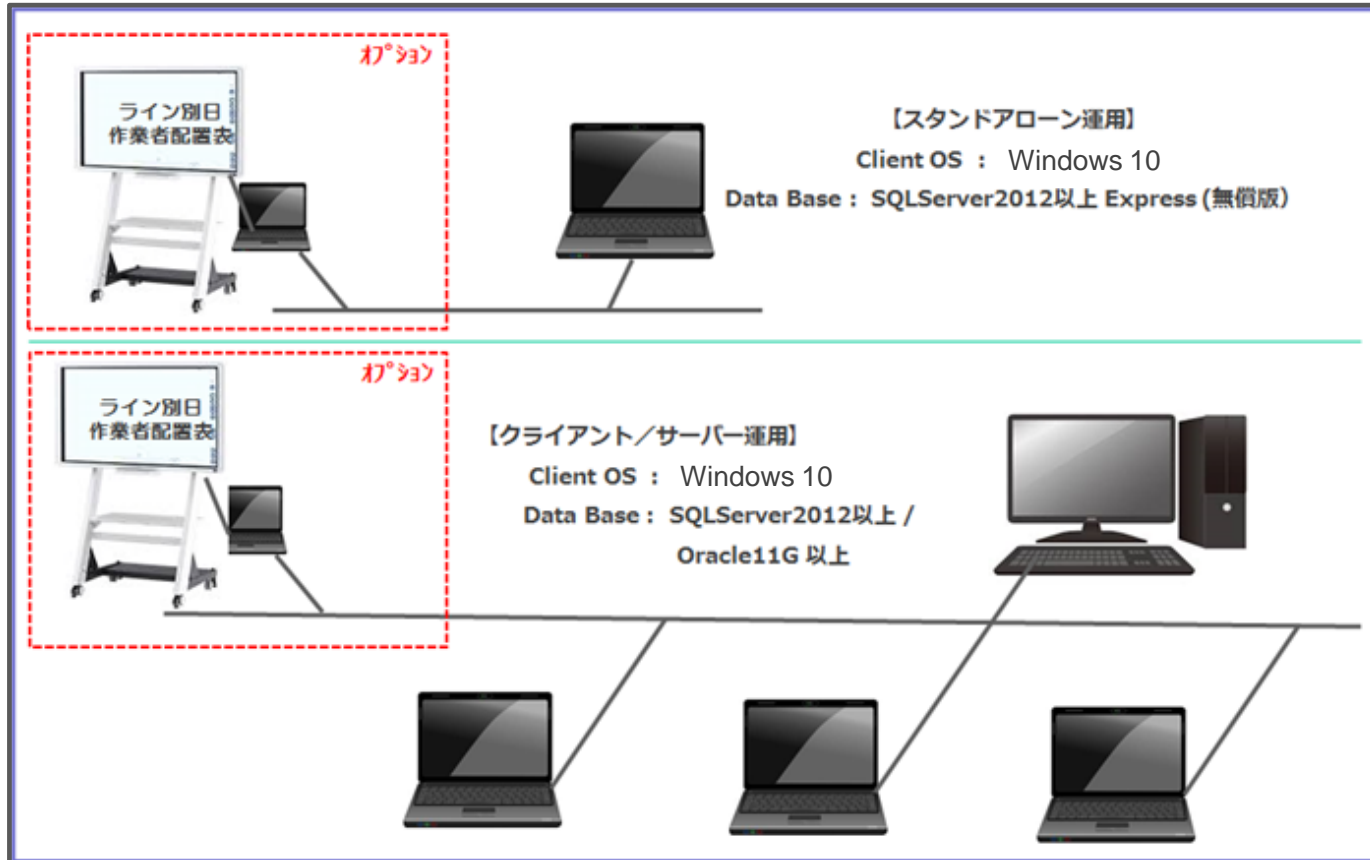 オプション
ライン別日
作業者配置表
【スタンドアローン運用】
Client OS : Windows 10
Data Base : SQLServer2012以上 Express (無償版)
オプション
ライン別日
作業者配置表
【クライアント／サーバー運用】
Client OS : Windows 10
Data Base : SQLServer2012以上 /
Oracle11G 以上